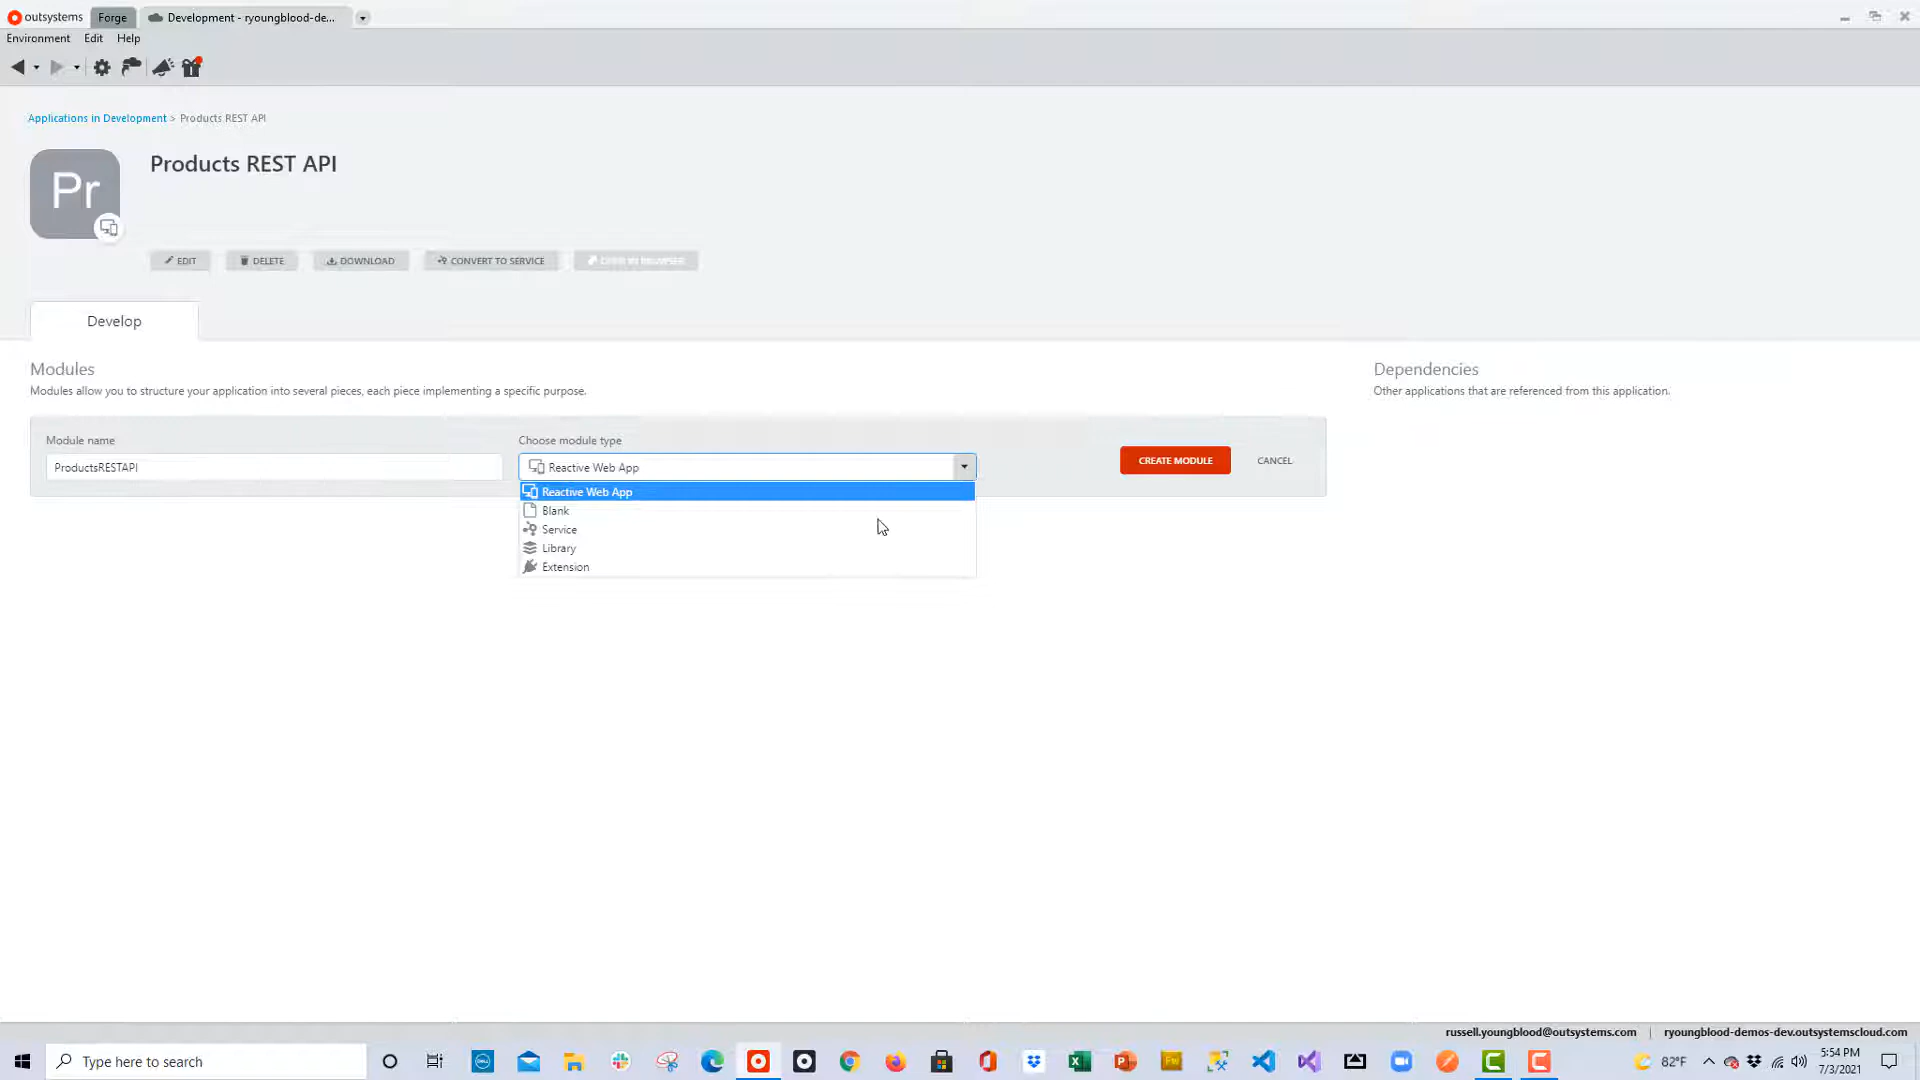 outsystems Forge Development - ryoungblood-de...
Environment Edit Help
Applications in Development > Products REST API
Pr
Products REST API
EDIT DELETE DOWNLOAD CONVERT TO SERVICE OPEN IN BROWSER
Develop
Modules
Modules allow you to structure your application into several pieces, each piece implementing a specific purpose.
Dependencies
Other applications that are referenced from this application.
Module name
Choose module type
ProductsRESTAPI
Reactive Web App
CREATE MODULE
CANCEL
Reactive Web App
Blank
Service
Library
Extension
russell.youngblood@outsystems.com | ryoungblood-demos-dev.outsystemscloud.com
Type here to search
82°F
5:54 PM
7/3/2021